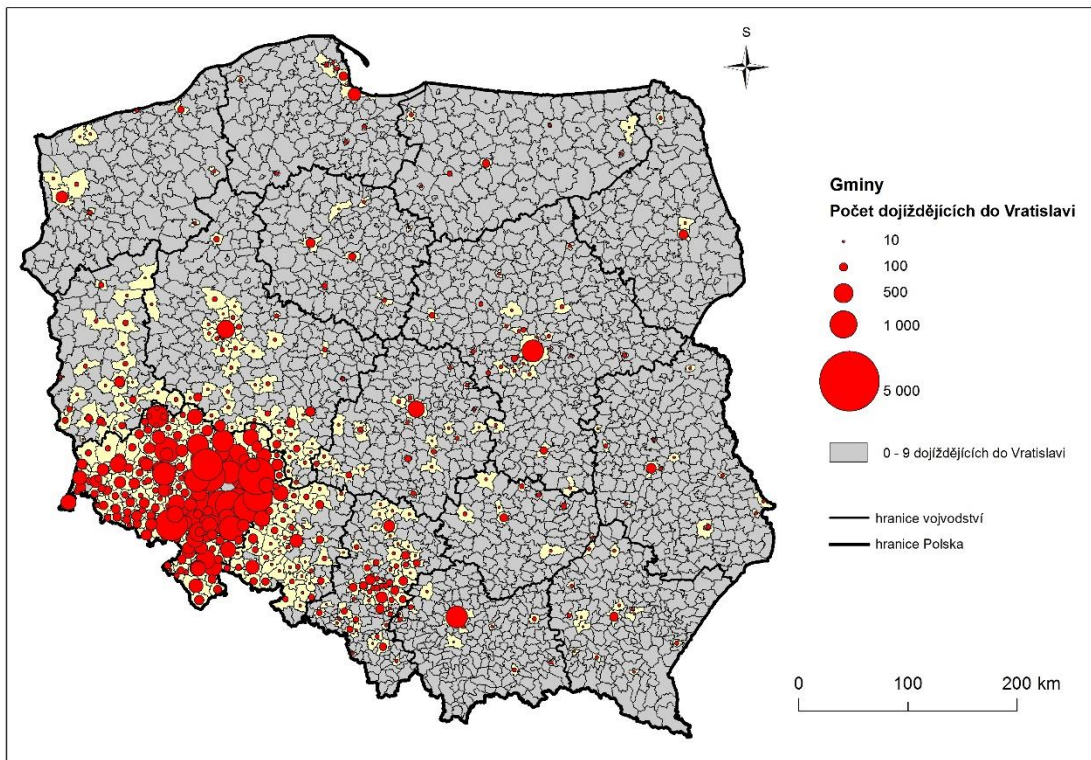 S
Gminy
Počet dojíždějících do Vratislavi
10
100
500
1 000
5 000
0 - 9 dojíždějících do Vratislavi
hranice vojvodství
hranice Polska
0 100 200 km